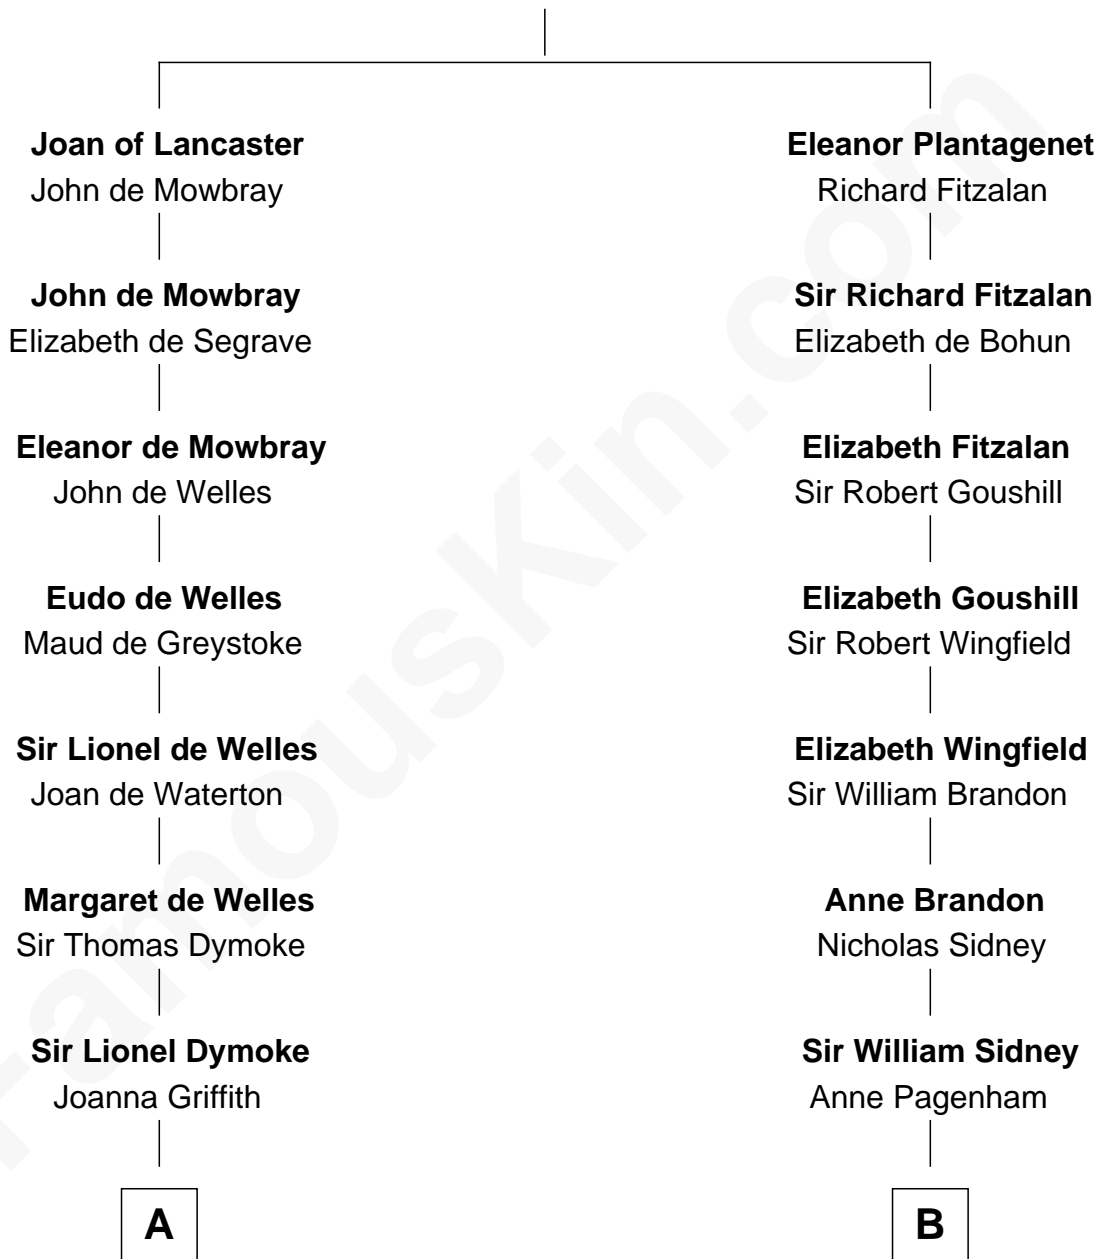 Joan of Lancaster
John de Mowbray
John de Mowbray
Elizabeth de Segrave
Eleanor de Mowbray
John de Welles
Eudo de Welles
Maud de Greystoke
Sir Lionel de Welles
Joan de Waterton
Margaret de Welles
Sir Thomas Dymoke
Sir Lionel Dymoke
Joanna Griffith
A
Eleanor Plantagenet
Richard Fitzalan
Sir Richard Fitzalan
Elizabeth de Bohun
Elizabeth Fitzalan
Sir Robert Goushill
Elizabeth Goushill
Sir Robert Wingfield
Elizabeth Wingfield
Sir William Brandon
Anne Brandon
Nicholas Sidney
Sir William Sidney
Anne Pagenham
B
FamousKin.com